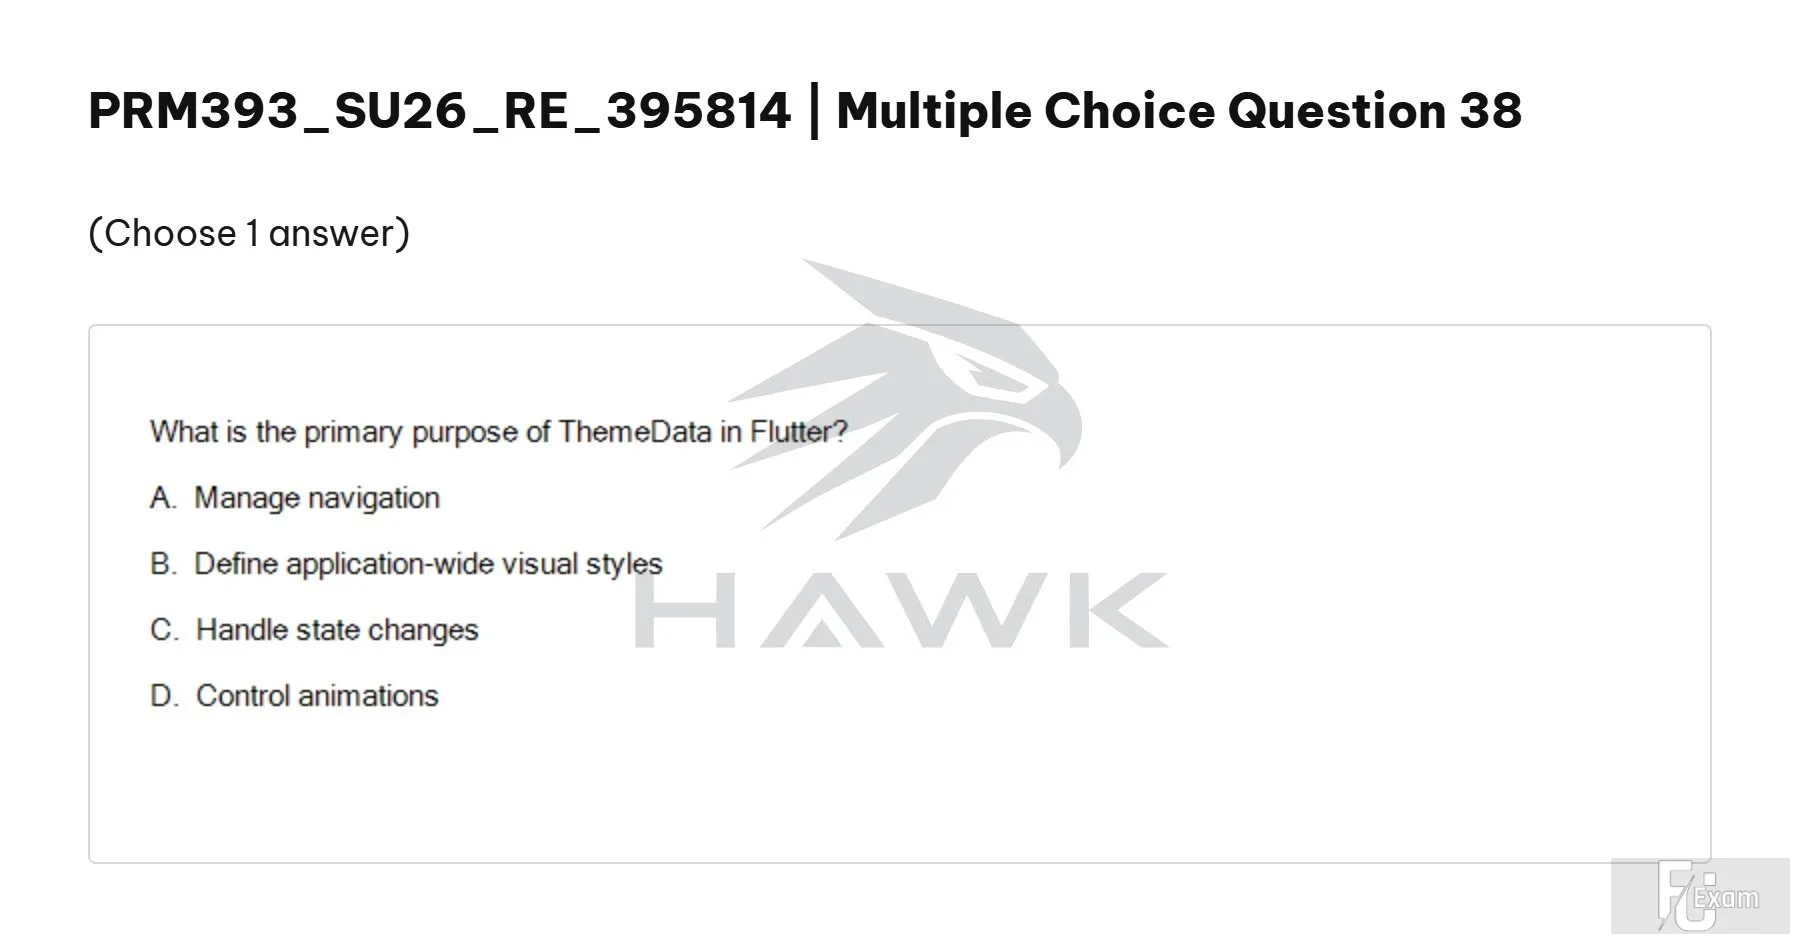 PRM393_SU26_RE_395814 | Multiple Choice Question 38
(Choose 1 answer)
What is the primary purpose of ThemeData in Flutter?
A. Manage navigation
B. Define application-wide visual styles
C. Handle state changes
D. Control animations
HAWK
FU Exam